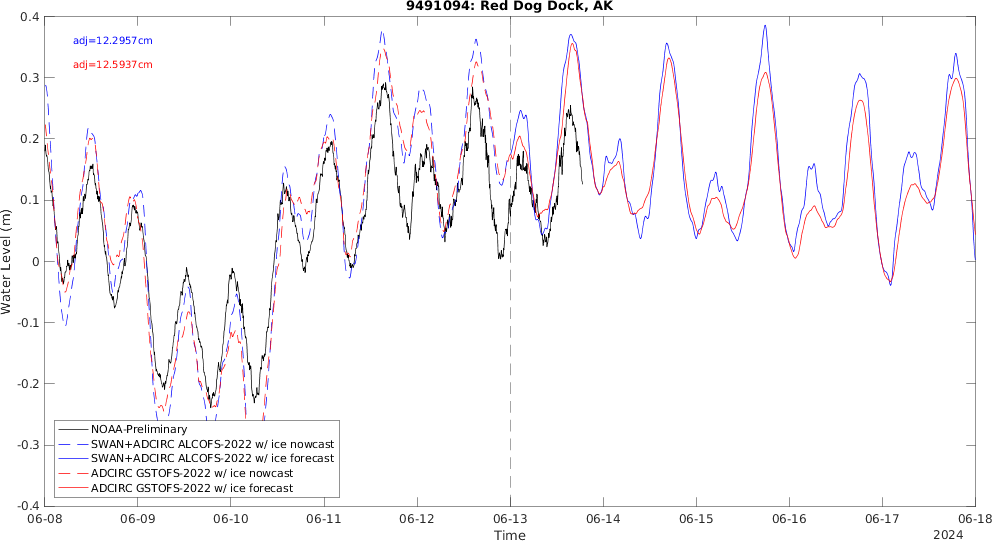 9491094: Red Dog Dock, AK
adj=12.2957cm
adj=12.5937cm
Water Level (m)
0.4
0.3
0.2
0.1
0
-0.1
-0.2
-0.3
-0.4
NOAA-Preliminary
SWAN+ADCIRC ALCOFS-2022 w/ ice nowcast
SWAN+ADCIRC ALCOFS-2022 w/ ice forecast
ADCIRC GSTOFS-2022 w/ ice nowcast
ADCIRC GSTOFS-2022 w/ ice forecast
06-08 06-09 06-10 06-11 06-12 06-13 06-14 06-15 06-16 06-17 06-18
Time
2024